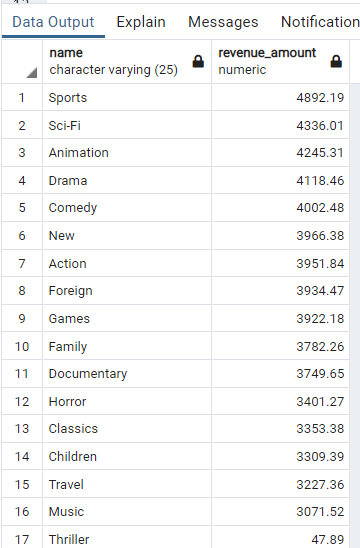 Data Output Explain Messages Notification
name revenue_amount
character varying (25) numeric
1 Sports 4892.19
2 Sci-Fi 4336.01
3 Animation 4245.31
4 Drama 4118.46
5 Comedy 4002.48
6 New 3966.38
7 Action 3951.84
8 Foreign 3934.47
9 Games 3922.18
10 Family 3782.26
11 Documentary 3749.65
12 Horror 3401.27
13 Classics 3353.38
14 Children 3309.39
15 Travel 3227.36
16 Music 3071.52
17 Thriller 47.89